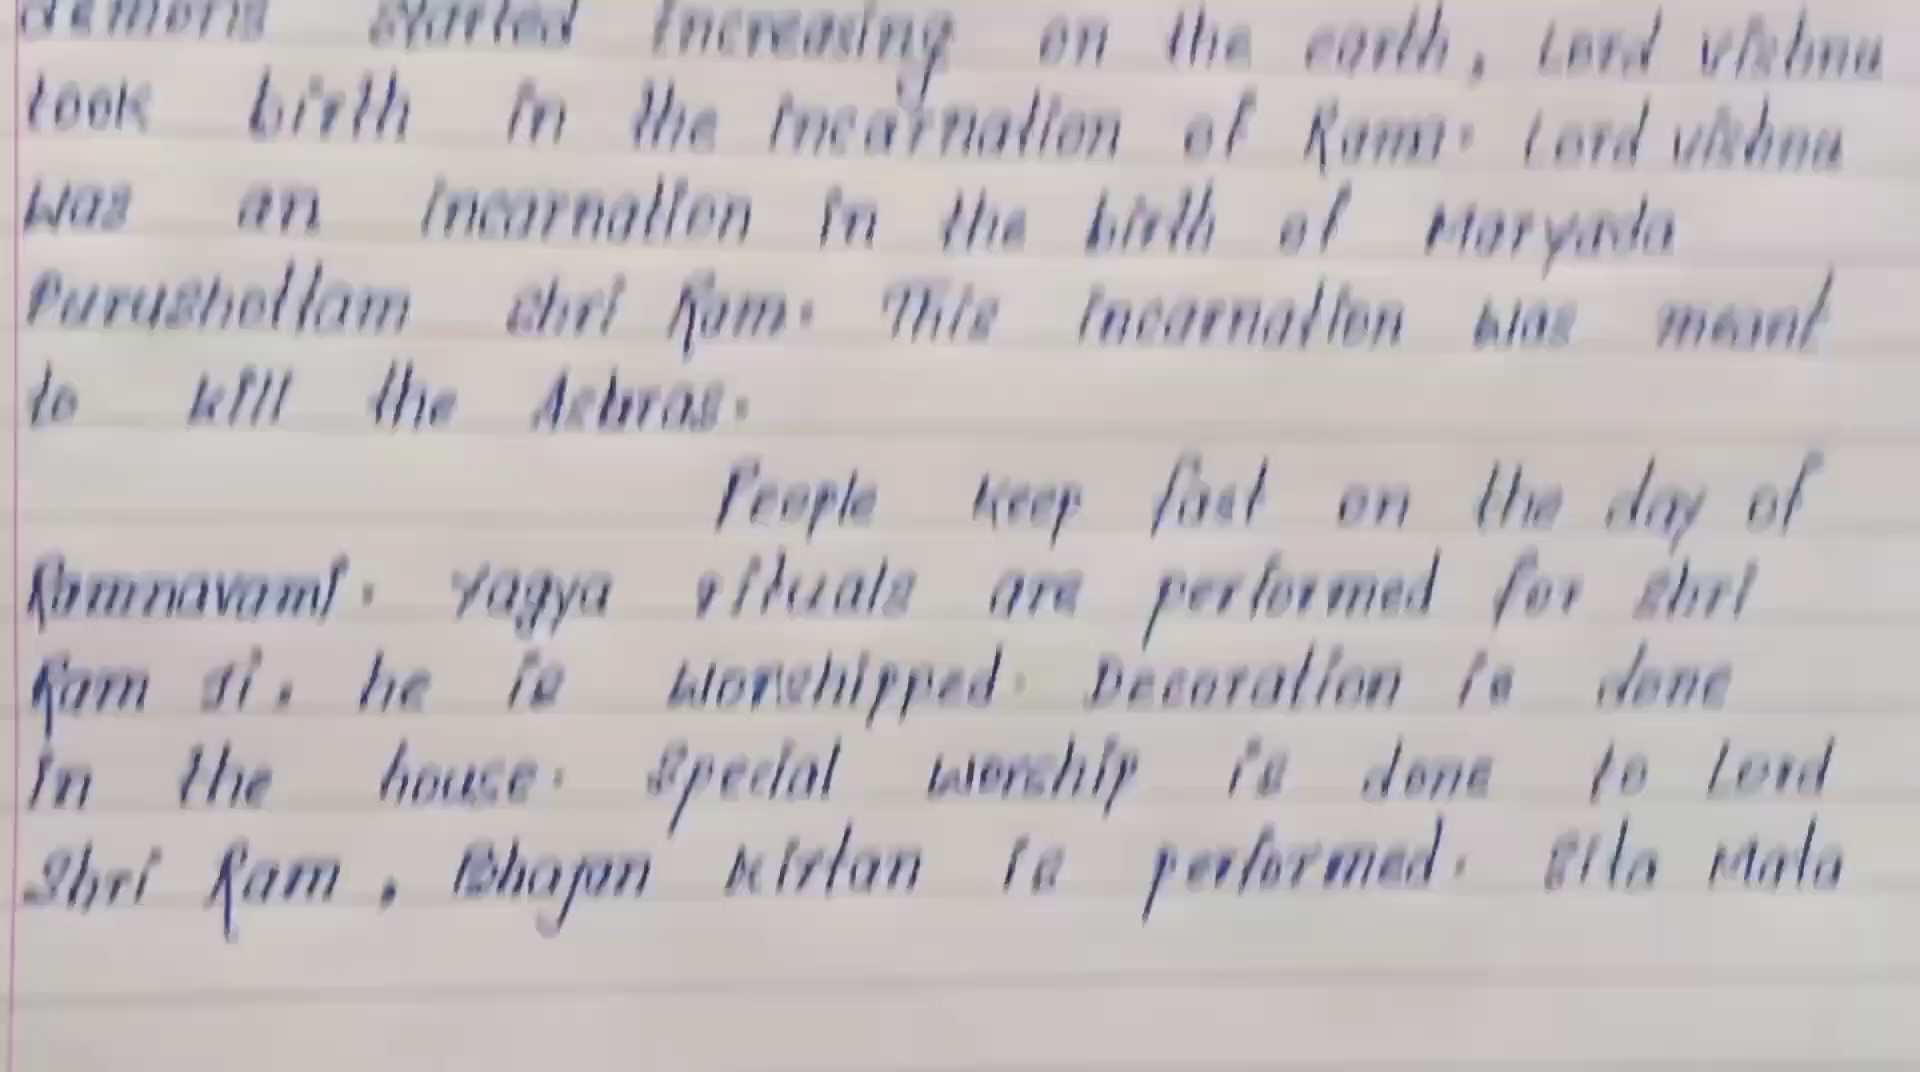 demons started increasing on the earth, Lord vishnu
took birth in the incarnation of Ram. Lord vishnu
was an incarnation in the birth of Maryada
Purushottam Shri Ram. This incarnation was meant
to kill the Asuras.
People keep fast on the day of
Ramnavami. Yagya rituals are performed for Shri
Ram Ji, he is worshipped. Decoration is done
in the house. Special worship is done to Lord
Shri Ram, Bhajan Kirtan is performed. Sita Mata